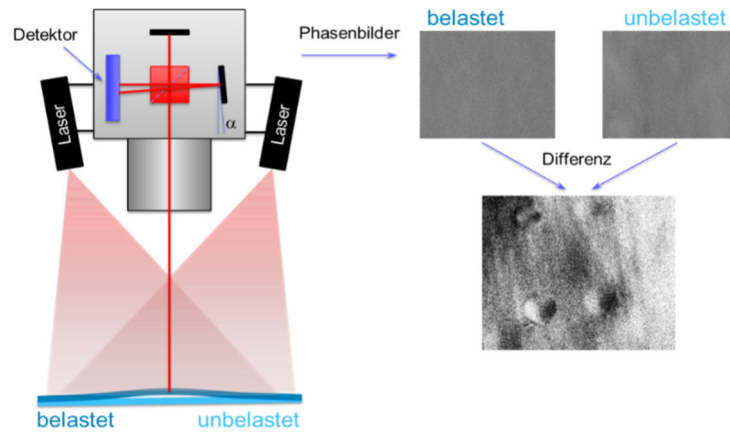 Detektor
Laser
Laser
α
belastet
unbelastet
Phasenbilder
belastet
unbelastet
Differenz